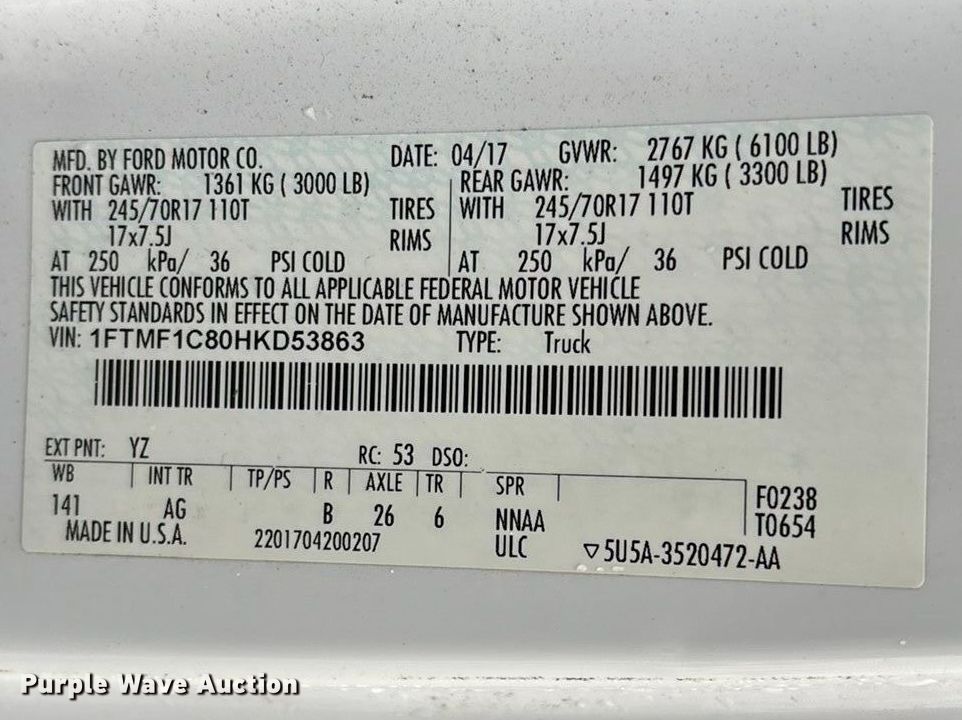 MFD. BY FORD MOTOR CO. DATE: 04/17 GVWR: 2767 KG ( 6100 LB)
FRONT GAWR: 1361 KG ( 3000 LB) REAR GAWR: 1497 KG ( 3300 LB)
WITH 245/70R17 110T TIRES WITH 245/70R17 110T TIRES
17x7.5J RIMS 17x7.5J RIMS
AT 250 kPa/ 36 PSI COLD AT 250 kPa/ 36 PSI COLD
THIS VEHICLE CONFORMS TO ALL APPLICABLE FEDERAL MOTOR VEHICLE
SAFETY STANDARDS IN EFFECT ON THE DATE OF MANUFACTURE SHOWN ABOVE.
VIN: 1FTMF1C80HKD53863 TYPE: Truck
EXT PNT: YZ RC: 53 DSO:
WB INT TR TP/PS R AXLE TR SPR
141 AG B 26 6 NNAA F0238
MADE IN U.S.A. 2201704200207 ULC T0654
▽5U5A-3520472-AA
Purple Wave Auction